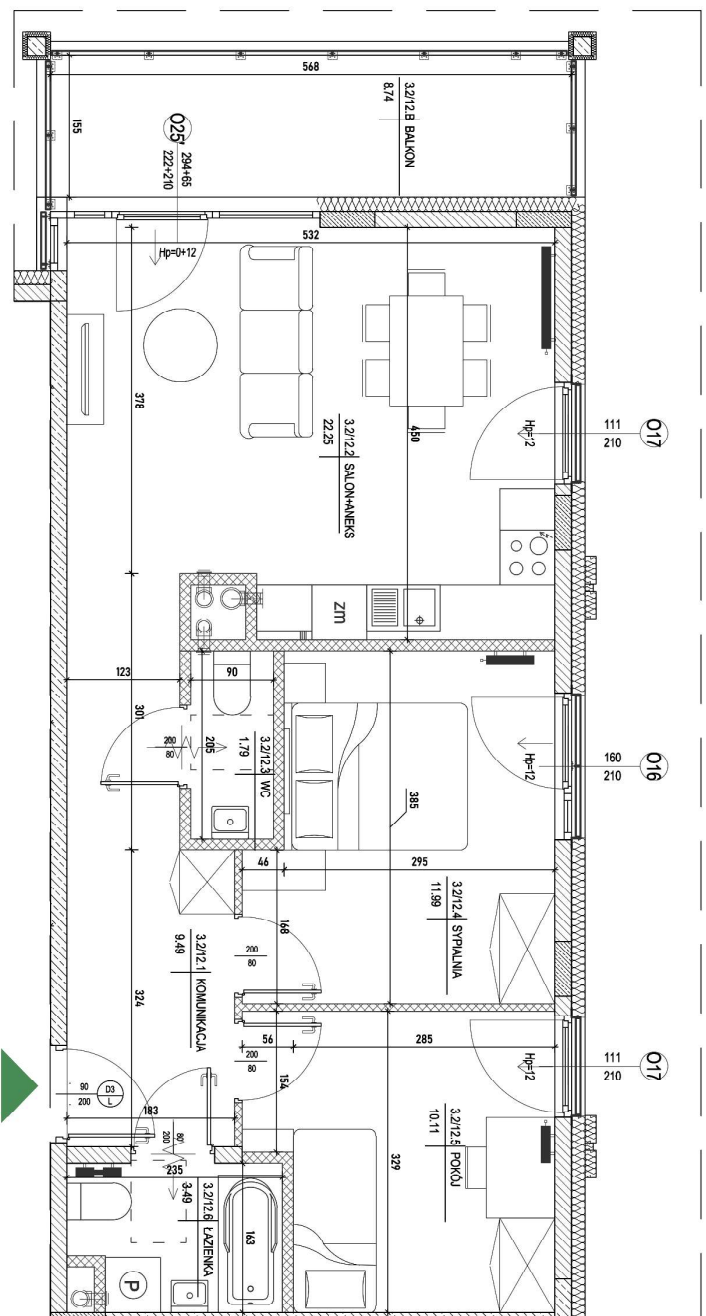 568
3.2/12.B BALKON
8.74
155
O25'
294+65
222+210
532
Hp=0+12
378
450
3.2/12.2 SALON+ANEKS
22.25
Hp=12
111
210
O17
zm
123
301
90
205
200
80
3.2/12.3 WC
1.79
385
Hp=12
160
210
O16
46
295
168
3.2/12.4 SYPIALNIA
11.99
200
80
3.2/12.1 KOMUNIKACJA
9.49
324
56
285
200
80
154
Hp=12
111
210
O17
90
200
D3
L
183
80
200
329
3.2/12.5 POKÓJ
10.11
235
3.2/12.6 ŁAZIENKA
3.49
163
P